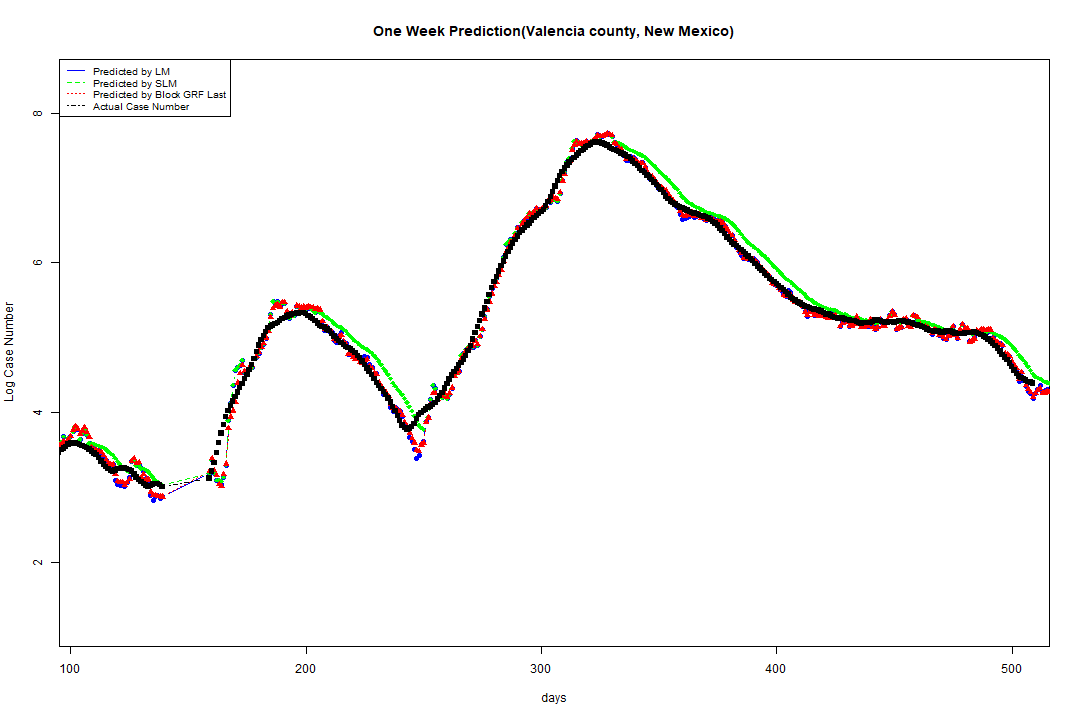 One Week Prediction(Valencia county, New Mexico)
Predicted by LM
Predicted by SLM
Predicted by Block GRF Last
Actual Case Number
8
6
4
2
Log Case Number
100 200 300 400 500
days